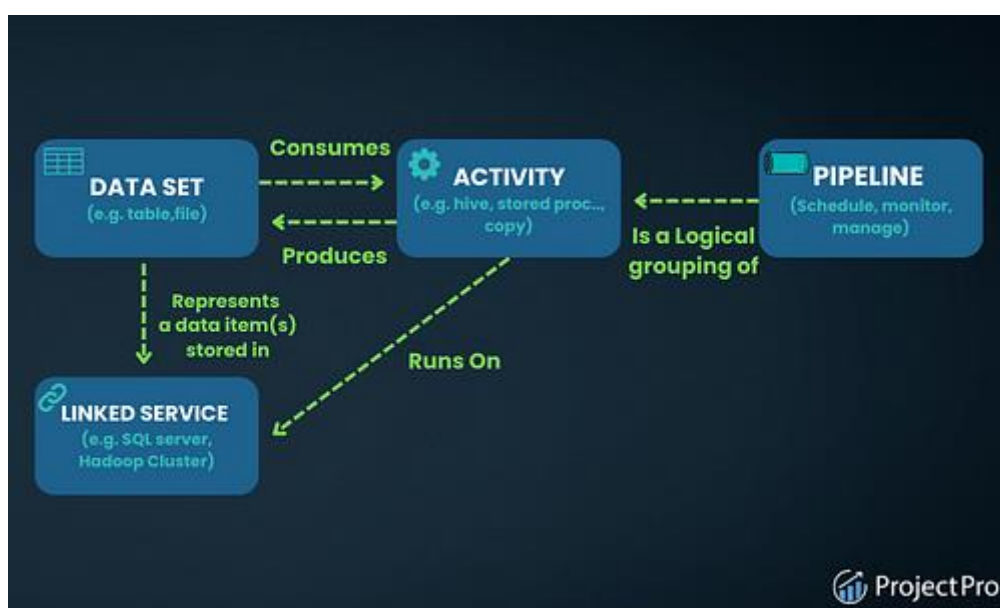 Consumes
DATA SET
(e.g. table,file)
ACTIVITY
(e.g. hive, stored proc..,
copy)
PIPELINE
(Schedule, monitor,
manage)
Produces
Is a Logical
grouping of
Represents
a data item(s)
stored in
Runs On
LINKED SERVICE
(e.g. SQL server,
Hadoop Cluster)
ProjectPro